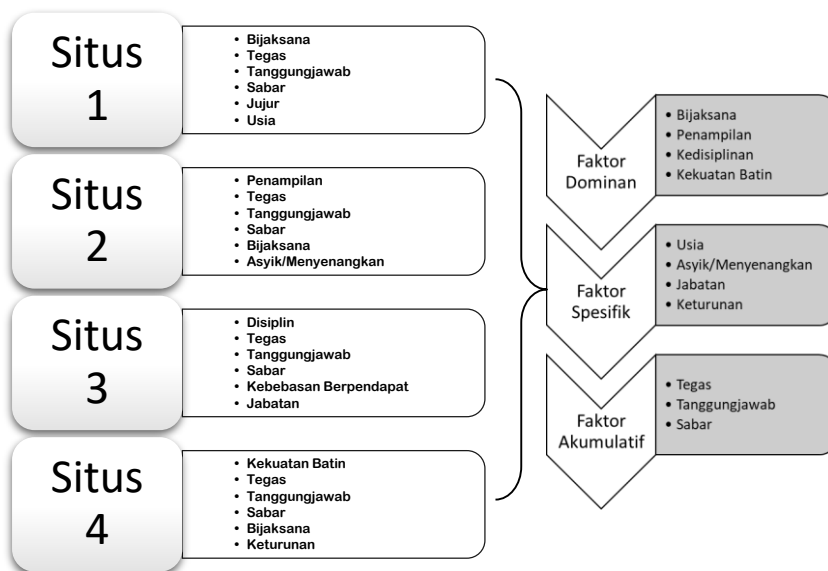 Situs
1
• Bijaksana
• Tegas
• Tanggungjawab
• Sabar
• Jujur
• Usia
Situs
2
• Penampilan
• Tegas
• Tanggungjawab
• Sabar
• Bijaksana
• Asyik/Menyenangkan
Situs
3
• Disiplin
• Tegas
• Tanggungjawab
• Sabar
• Kebebasan Berpendapat
• Jabatan
Situs
4
• Kekuatan Batin
• Tegas
• Tanggungjawab
• Sabar
• Bijaksana
• Keturunan
Faktor
Dominan
• Bijaksana
• Penampilan
• Kedisiplinan
• Kekuatan Batin
Faktor
Spesifik
• Usia
• Asyik/Menyenangkan
• Jabatan
• Keturunan
Faktor
Akumulatif
• Tegas
• Tanggungjawab
• Sabar